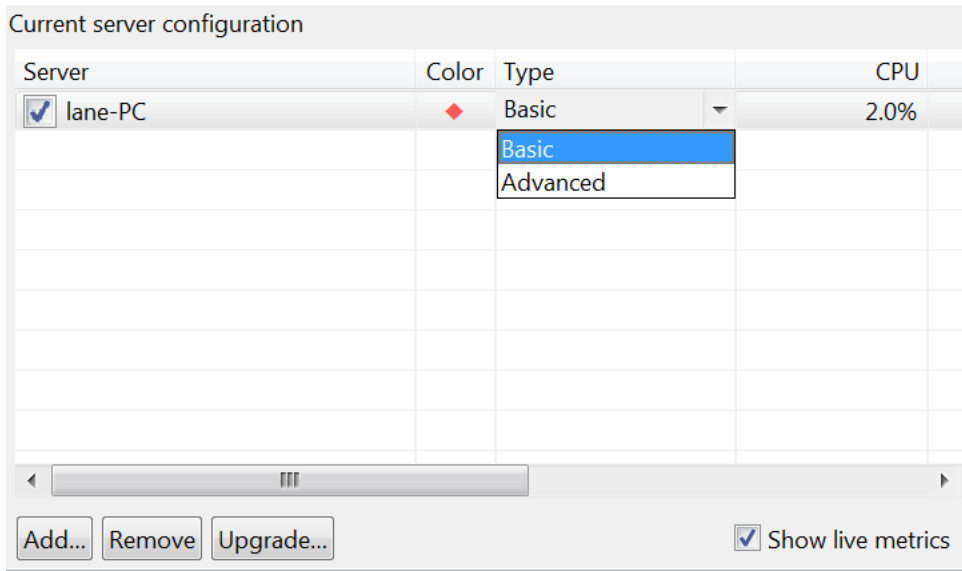 Current server configuration
Server Color Type CPU
lane-PC Basic 2.0%
Basic
Advanced
Add... Remove Upgrade... Show live metrics